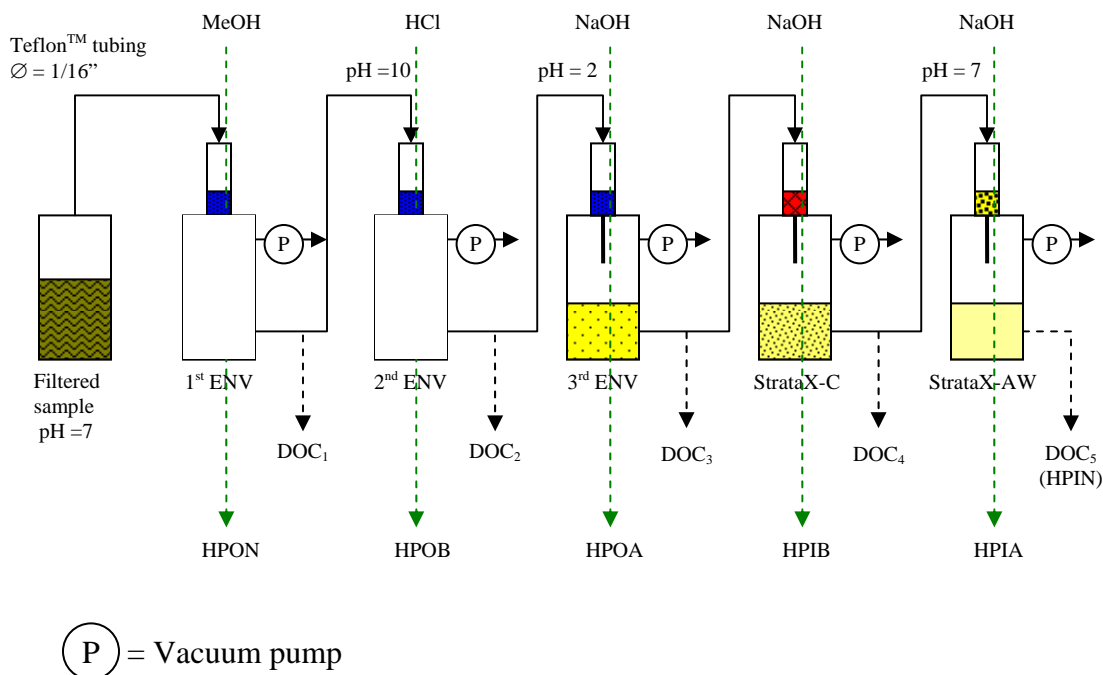 MeOH
HCl
NaOH
NaOH
NaOH
Teflon™ tubing
∅ = 1/16”
pH =10
pH = 2
pH = 7
P
P
P
P
P
Filtered
sample
pH =7
1st ENV
2nd ENV
3rd ENV
StrataX-C
StrataX-AW
DOC1
DOC2
DOC3
DOC4
DOC5
(HPIN)
HPON
HPOB
HPOA
HPIB
HPIA
P = Vacuum pump